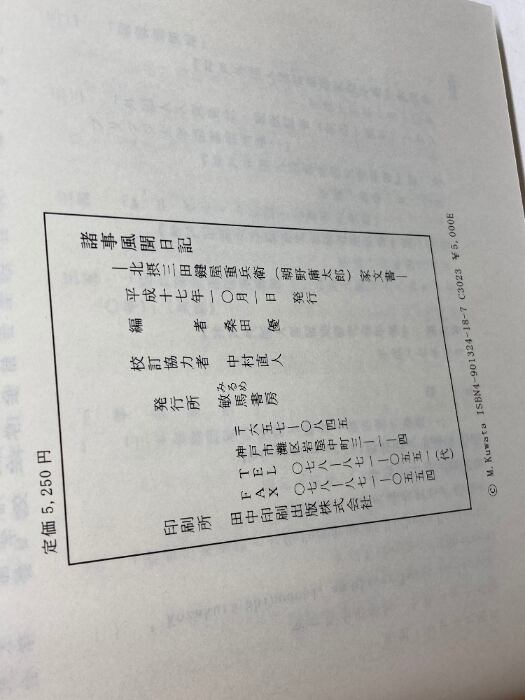 諸事風聞日記
―北摂三田鍵屋重兵衛(朝野庸太郎)家文書―
平成十七年一〇月一日　発行
編者　桑田　優
校訂協力者　中村直人
発行所　敏馬書房
みるめ
〒六五七―〇八四五
神戸市灘区岩屋中町三―一―四
TEL　〇七八―八七一―〇五五一(代)
FAX　〇七八―八七一―〇五五四
印刷所　田中印刷出版株式会社
定価 5,250 円
© M. Kuwata ISBN4-901324-18-7 C3023 ¥5,000E